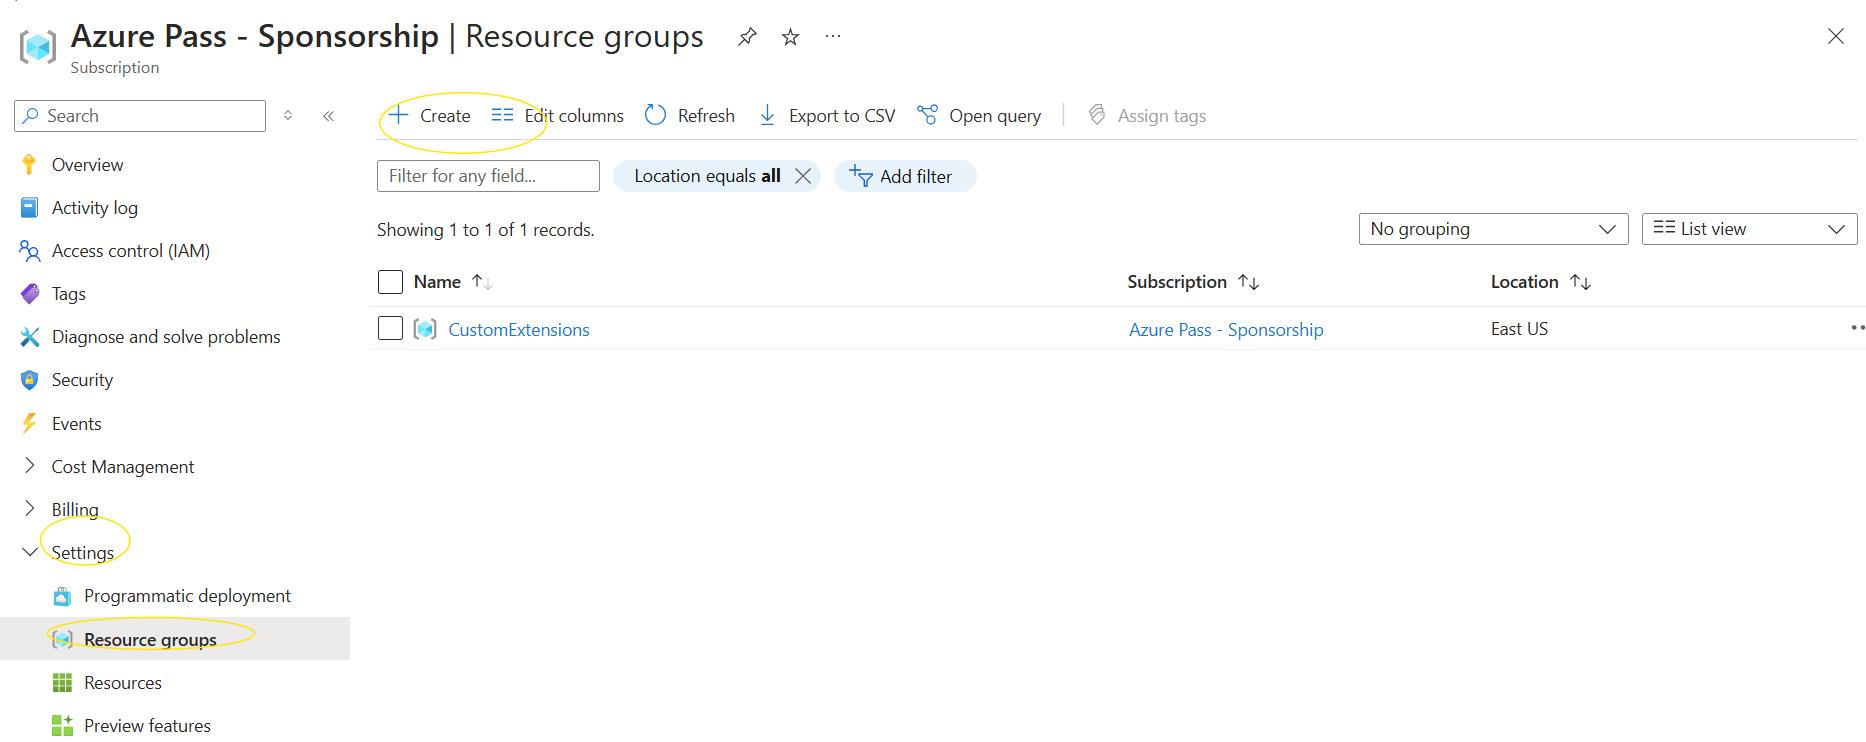 Azure Pass - Sponsorship | Resource groups
Subscription
Search
Create Edit columns Refresh Export to CSV Open query Assign tags
Overview
Activity log
Access control (IAM)
Tags
Diagnose and solve problems
Security
Events
Cost Management
Billing
Settings
Programmatic deployment
Resource groups
Resources
Preview features
Filter for any field... Location equals all Add filter
Showing 1 to 1 of 1 records. No grouping List view
Name Subscription Location
CustomExtensions Azure Pass - Sponsorship East US